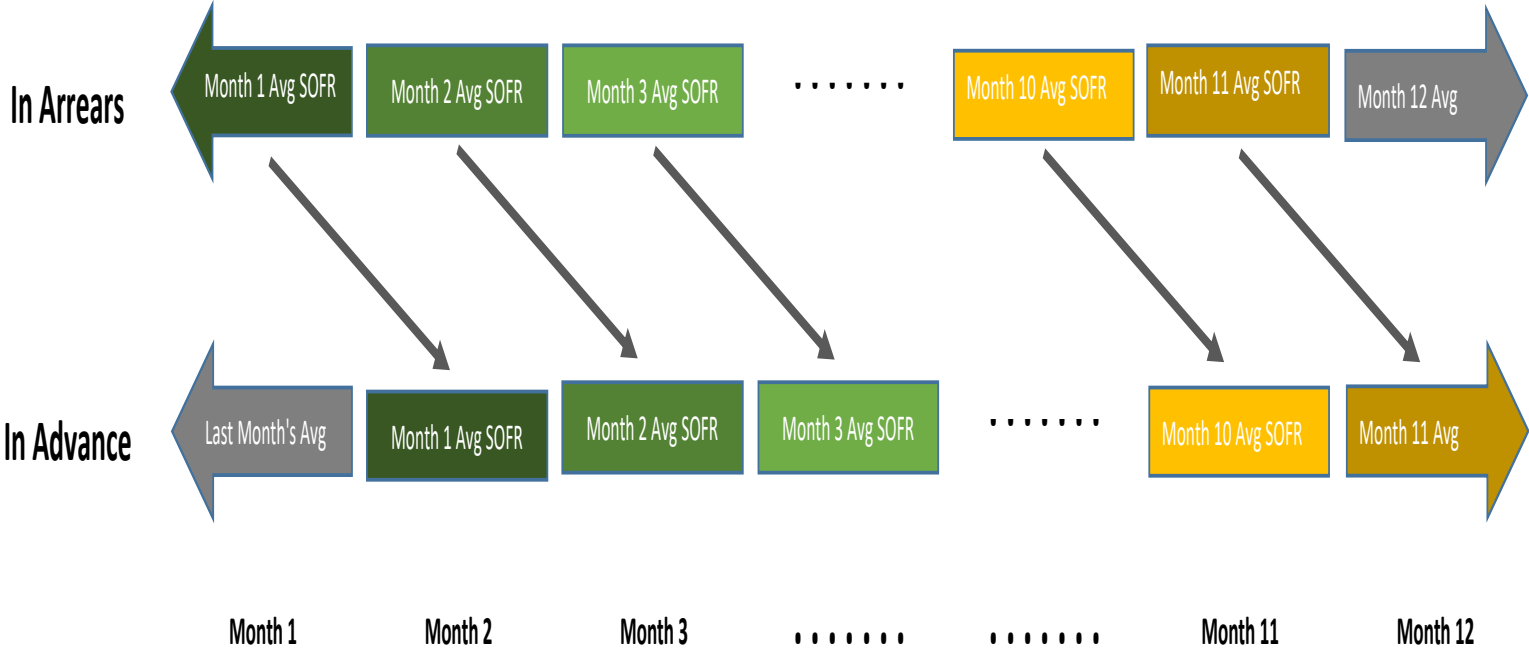 In Arrears
Month 1 Avg SOFR
Month 2 Avg SOFR
Month 3 Avg SOFR
.......
Month 10 Avg SOFR
Month 11 Avg SOFR
Month 12 Avg
In Advance
Last Month's Avg
Month 1 Avg SOFR
Month 2 Avg SOFR
Month 3 Avg SOFR
.......
Month 10 Avg SOFR
Month 11 Avg
Month 1
Month 2
Month 3
.......
.......
Month 11
Month 12